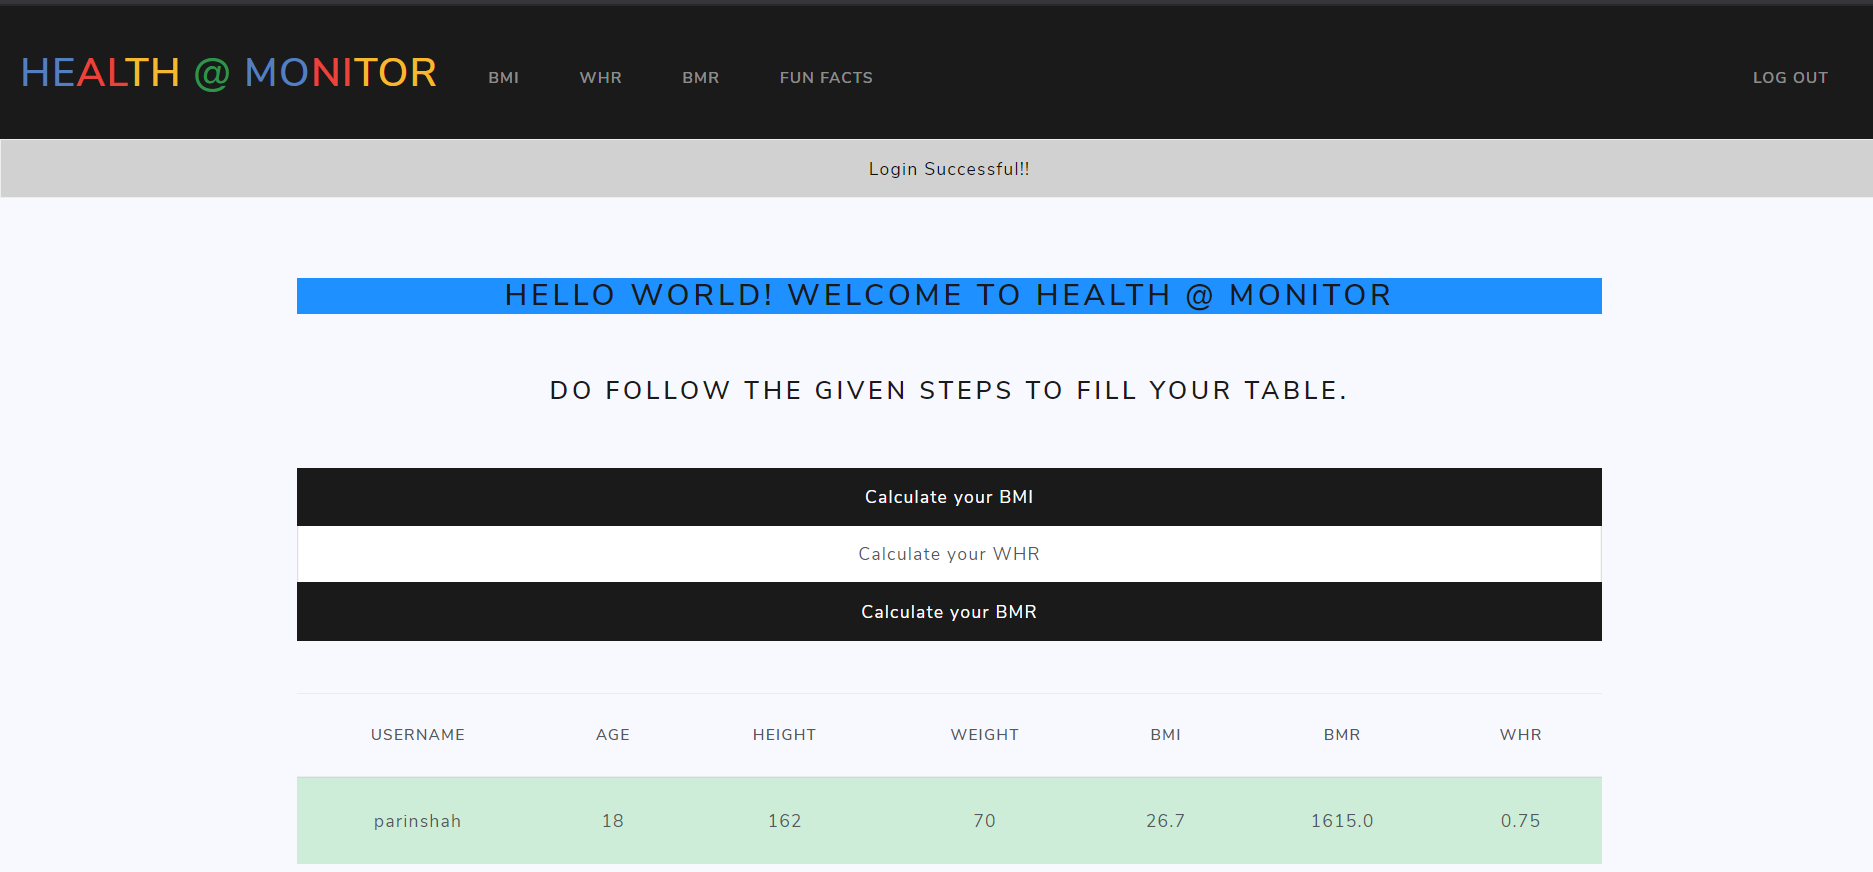 HEALTH @ MONITOR BMI WHR BMR FUN FACTS LOG OUT
Login Successful!!
HELLO WORLD! WELCOME TO HEALTH @ MONITOR
DO FOLLOW THE GIVEN STEPS TO FILL YOUR TABLE.
Calculate your BMI
Calculate your WHR
Calculate your BMR
USERNAME AGE HEIGHT WEIGHT BMI BMR WHR
parinshah 18 162 70 26.7 1615.0 0.75